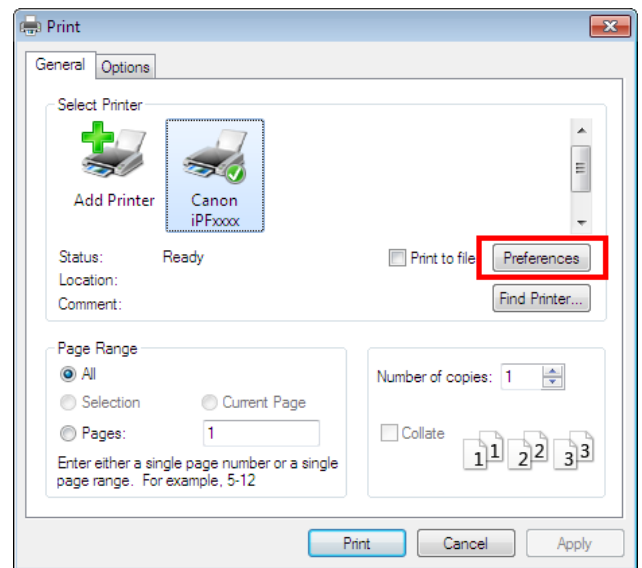 Print
General Options
Select Printer
Add Printer
Canon
iPFxxxx
Status: Ready
Print to file
Preferences
Location:
Comment:
Find Printer...
Page Range
All
Selection
Current Page
Pages: 1
Enter either a single page number or a single
page range. For example, 5-12
Number of copies: 1
Collate
1 1 2 2 3 3
Print Cancel Apply